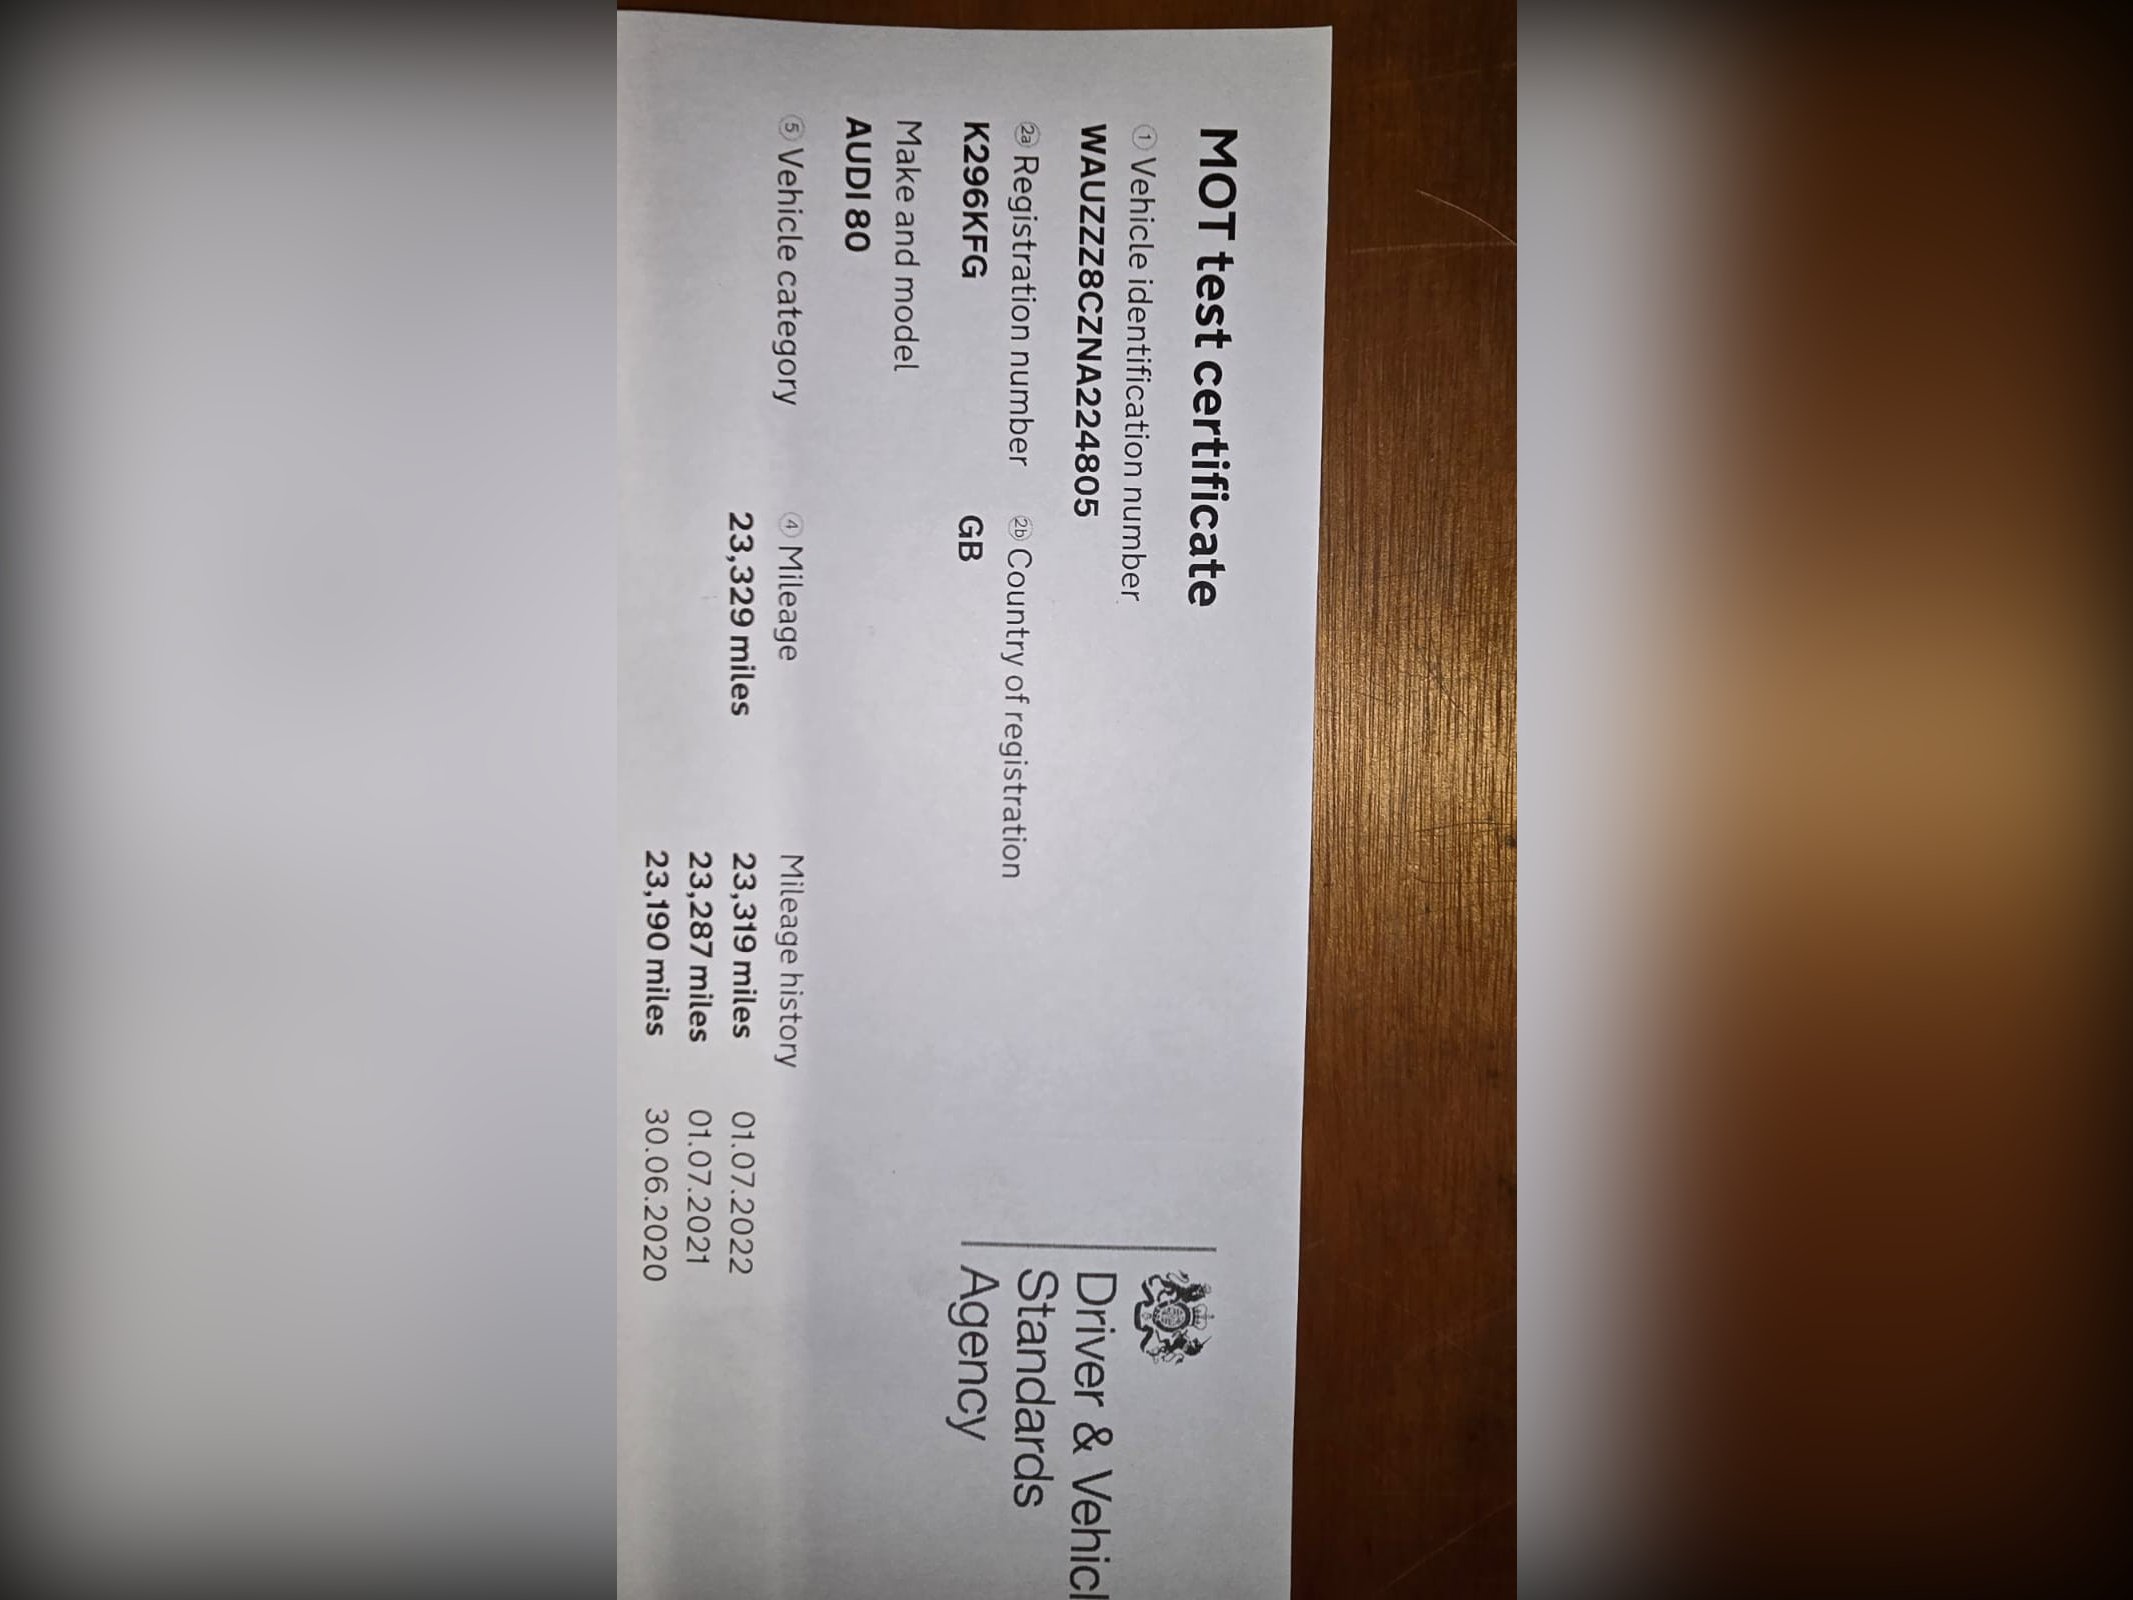 MOT test certificate
① Vehicle identification number
WAUZZZ8CZNA224805
2a Registration number 2b Country of registration
K296KFG GB
Make and model
AUDI 80
⑤ Vehicle category ④ Mileage Mileage history
23,329 miles 23,319 miles 01.07.2022
23,287 miles 01.07.2021
23,190 miles 30.06.2020
Driver & Vehicl
Standards
Agency